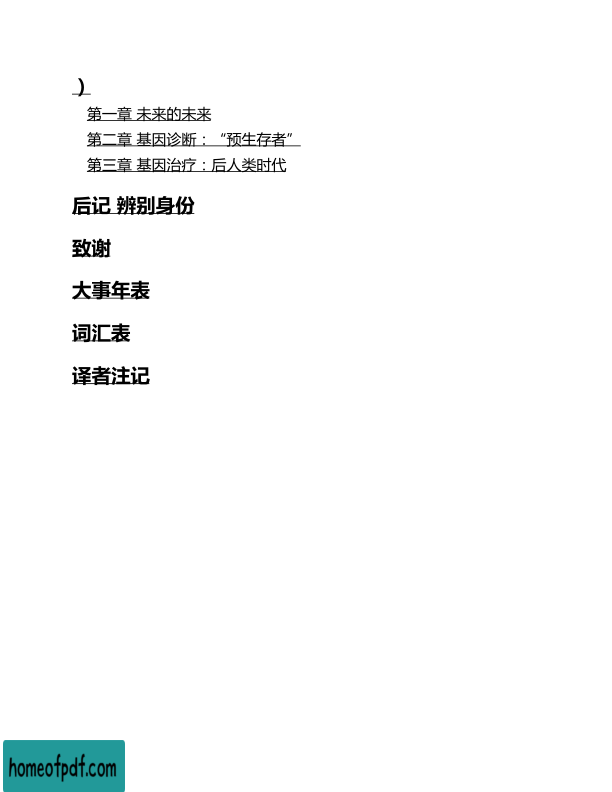 ）
第一章 未来的未来
第二章 基因诊断：“预生存者”
第三章 基因治疗：后人类时代
后记 辨别身份
致谢
大事年表
词汇表
译者注记
homeofpdf.com